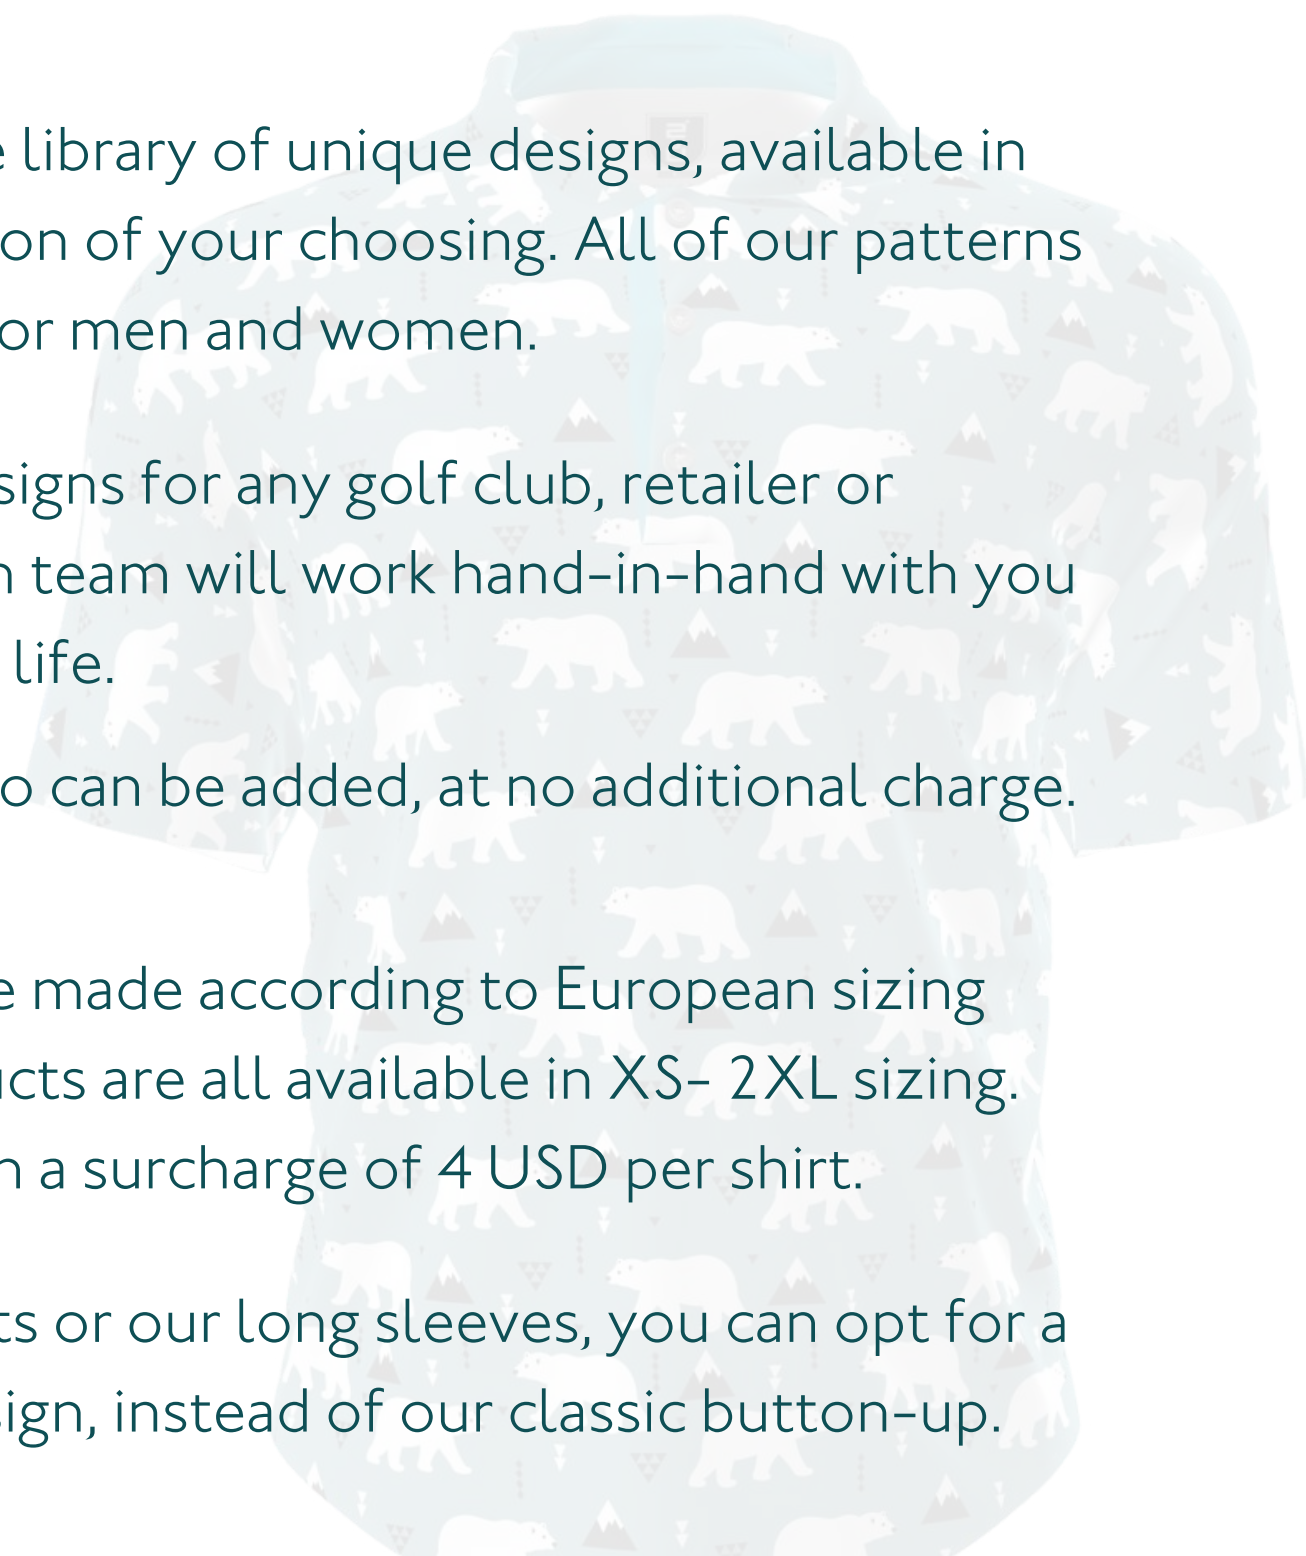 library of unique designs, available in
on of your choosing. All of our patterns
or men and women.
signs for any golf club, retailer or
team will work hand-in-hand with you
life.
o can be added, at no additional charge.
e made according to European sizing
ucts are all available in XS- 2XL sizing.
n a surcharge of 4 USD per shirt.
ts or our long sleeves, you can opt for a
sign, instead of our classic button-up.